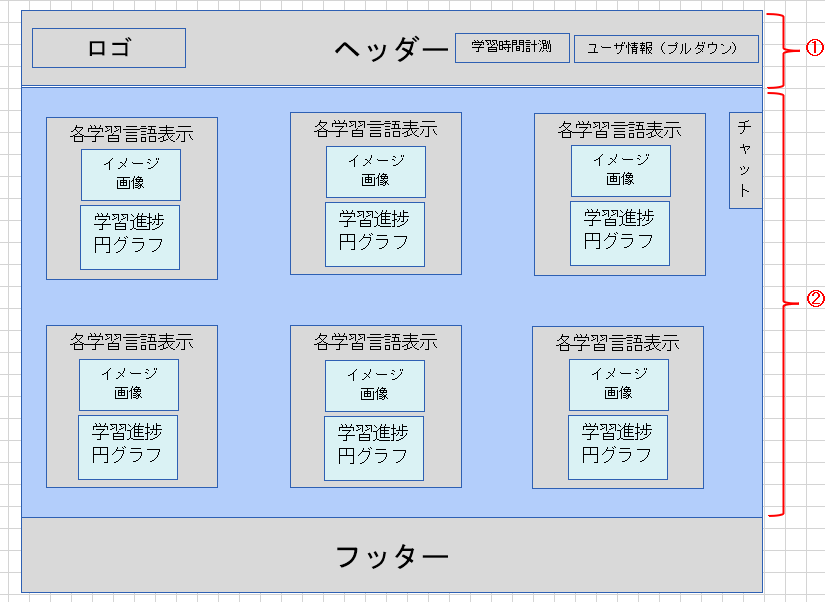 ロゴ
ヘッダー
学習時間計測
ユーザ情報（プルダウン）
①
各学習言語表示
イメージ
画像
学習進捗
円グラフ
各学習言語表示
イメージ
画像
学習進捗
円グラフ
各学習言語表示
イメージ
画像
学習進捗
円グラフ
チャット
②
各学習言語表示
イメージ
画像
学習進捗
円グラフ
各学習言語表示
イメージ
画像
学習進捗
円グラフ
各学習言語表示
イメージ
画像
学習進捗
円グラフ
フッター